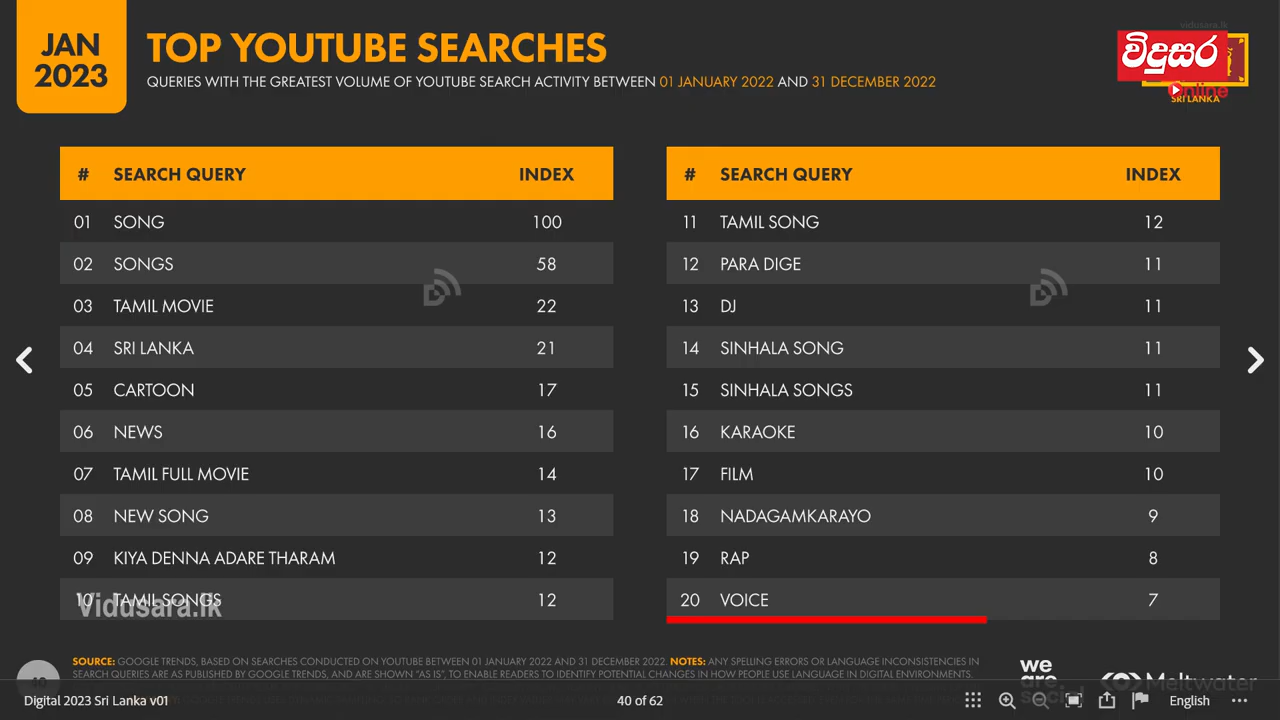 JAN
2023
TOP YOUTUBE SEARCHES
QUERIES WITH THE GREATEST VOLUME OF YOUTUBE SEARCH ACTIVITY BETWEEN 01 JANUARY 2022 AND 31 DECEMBER 2022
vidusara.lk
විදුසර
Online
SRI LANKA
# SEARCH QUERY INDEX
01 SONG 100
02 SONGS 58
03 TAMIL MOVIE 22
04 SRI LANKA 21
05 CARTOON 17
06 NEWS 16
07 TAMIL FULL MOVIE 14
08 NEW SONG 13
09 KIYA DENNA ADARE THARAM 12
10 TAMIL SONGS 12
Vidusara.lk
# SEARCH QUERY INDEX
11 TAMIL SONG 12
12 PARA DIGE 11
13 DJ 11
14 SINHALA SONG 11
15 SINHALA SONGS 11
16 KARAOKE 10
17 FILM 10
18 NADAGAMKARAYO 9
19 RAP 8
20 VOICE 7
SOURCE: GOOGLE TRENDS, BASED ON SEARCHES CONDUCTED ON YOUTUBE BETWEEN 01 JANUARY 2022 AND 31 DECEMBER 2022. NOTES: ANY SPELLING ERRORS OR LANGUAGE INCONSISTENCIES IN
SEARCH QUERIES ARE AS PUBLISHED BY GOOGLE TRENDS, AND ARE SHOWN "AS IS", TO ENABLE READERS TO IDENTIFY POTENTIAL CHANGES IN HOW PEOPLE USE LANGUAGE IN DIGITAL ENVIRONMENTS.
40
we
are
social
Meltwater
Digital 2023 Sri Lanka v01
40 of 62
English